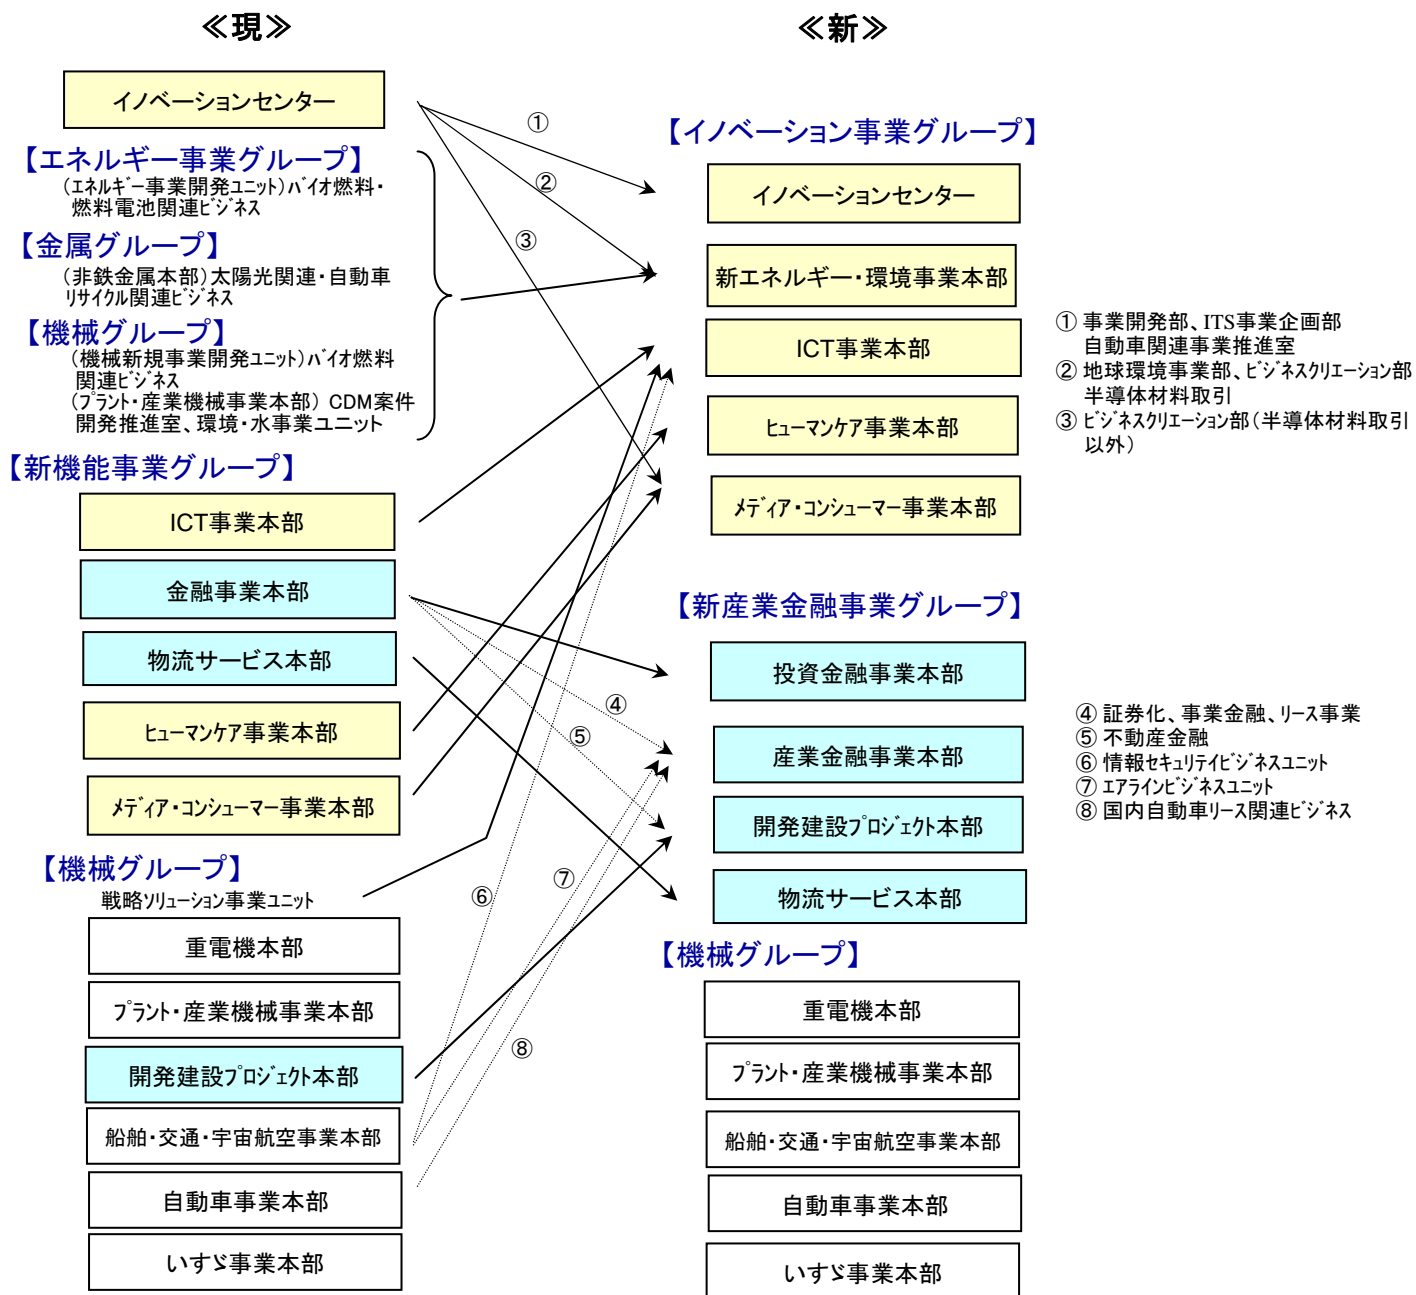 ≪現≫
イノベーションセンター
【エネルギー事業グループ】
(エネルギー事業開発ユニット)バイオ燃料・
燃料電池関連ビジネス
【金属グループ】
(非鉄金属本部)太陽光関連・自動車
リサイクル関連ビジネス
【機械グループ】
(機械新規事業開発ユニット)バイオ燃料
関連ビジネス
(プラント・産業機械事業本部) CDM案件
開発推進室、環境・水事業ユニット
【新機能事業グループ】
ICT事業本部
金融事業本部
物流サービス本部
ヒューマンケア事業本部
メディア・コンシューマー事業本部
【機械グループ】
戦略ソリューション事業ユニット
重電機本部
プラント・産業機械事業本部
開発建設プロジェクト本部
船舶・交通・宇宙航空事業本部
自動車事業本部
いすゞ事業本部
①
②
③
④
⑤
⑥
⑦
⑧
≪新≫
【イノベーション事業グループ】
イノベーションセンター
新エネルギー・環境事業本部
ICT事業本部
ヒューマンケア事業本部
メディア・コンシューマー事業本部
【新産業金融事業グループ】
投資金融事業本部
産業金融事業本部
開発建設プロジェクト本部
物流サービス本部
【機械グループ】
重電機本部
プラント・産業機械事業本部
船舶・交通・宇宙航空事業本部
自動車事業本部
いすゞ事業本部
① 事業開発部、ITS事業企画部
自動車関連事業推進室
② 地球環境事業部、ビジネスクリエーション部
半導体材料取引
③ ビジネスクリエーション部(半導体材料取引
以外)
④ 証券化、事業金融、リース事業
⑤ 不動産金融
⑥ 情報セキュリテイビジネスユニット
⑦ エアラインビジネスユニット
⑧ 国内自動車リース関連ビジネス